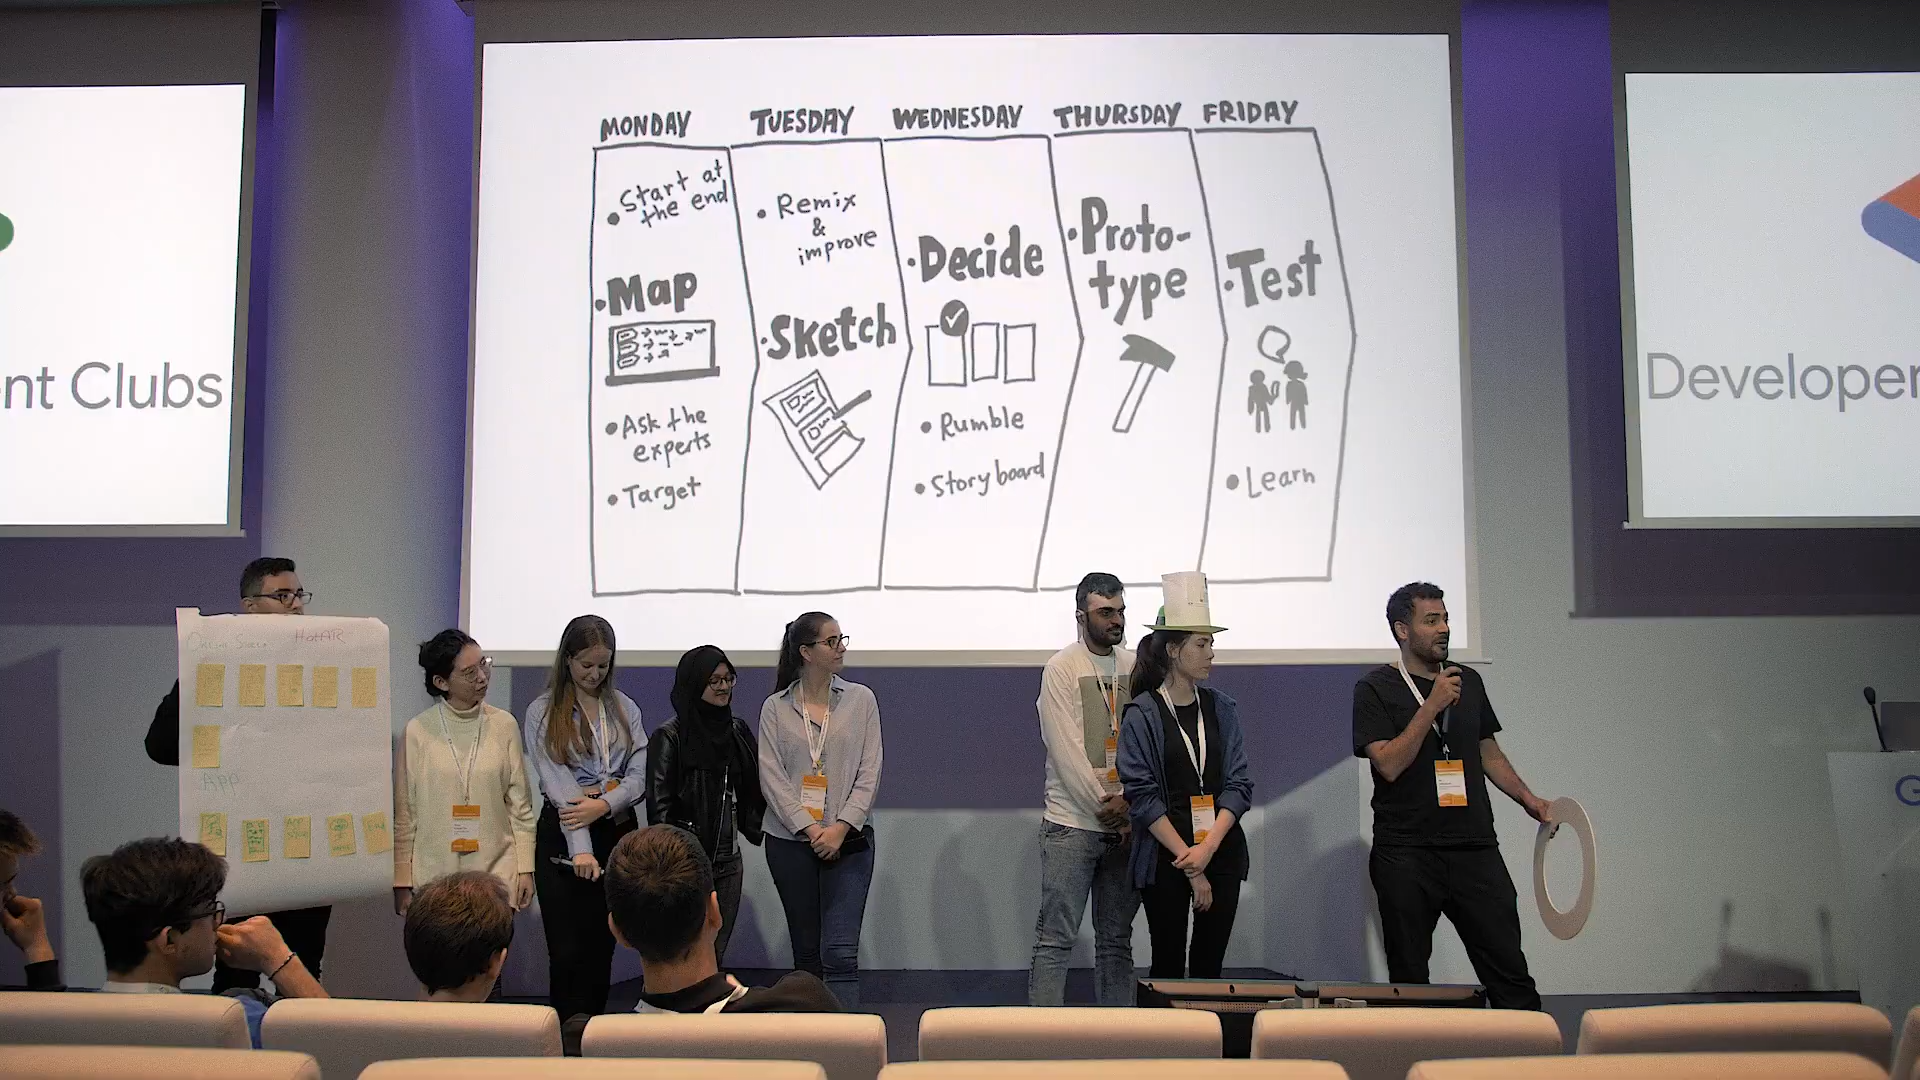 MONDAY
TUESDAY
WEDNESDAY
THURSDAY
FRIDAY
• Start at
the end
• Map
• Ask the
experts
• Target
• Remix
&
improve
• Sketch
• Decide
• Rumble
• Story board
• Proto-
type
• Test
• Learn
nt Clubs
Developer
HotAR
App
G